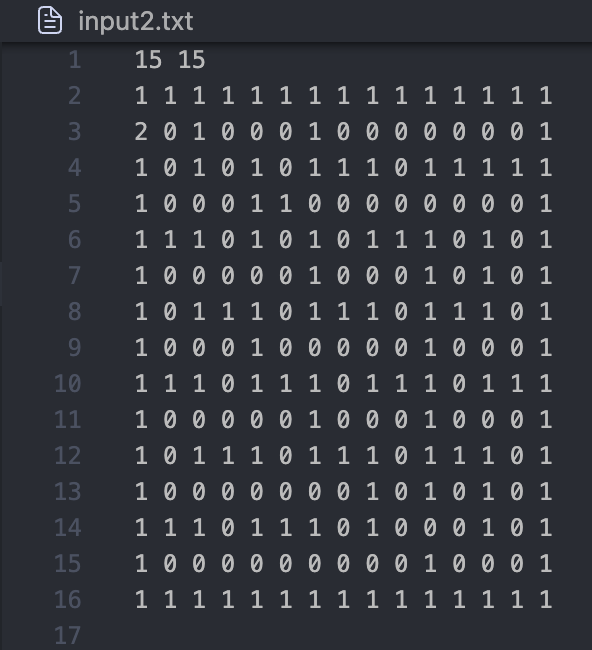 input2.txt
1 15 15
2 1 1 1 1 1 1 1 1 1 1 1 1 1 1 1
3 2 0 1 0 0 0 1 0 0 0 0 0 0 0 1
4 1 0 1 0 1 0 1 1 1 0 1 1 1 1 1
5 1 0 0 0 1 1 0 0 0 0 0 0 0 0 1
6 1 1 1 0 1 0 1 0 1 1 1 0 1 0 1
7 1 0 0 0 0 0 1 0 0 0 1 0 1 0 1
8 1 0 1 1 1 0 1 1 1 0 1 1 1 0 1
9 1 0 0 0 1 0 0 0 0 0 1 0 0 0 1
10 1 1 1 0 1 1 1 0 1 1 1 0 1 1 1
11 1 0 0 0 0 0 1 0 0 0 1 0 0 0 1
12 1 0 1 1 1 0 1 1 1 0 1 1 1 0 1
13 1 0 0 0 0 0 0 0 1 0 1 0 1 0 1
14 1 1 1 0 1 1 1 0 1 0 0 0 1 0 1
15 1 0 0 0 0 0 0 0 0 0 1 0 0 0 1
16 1 1 1 1 1 1 1 1 1 1 1 1 1 1 1
17